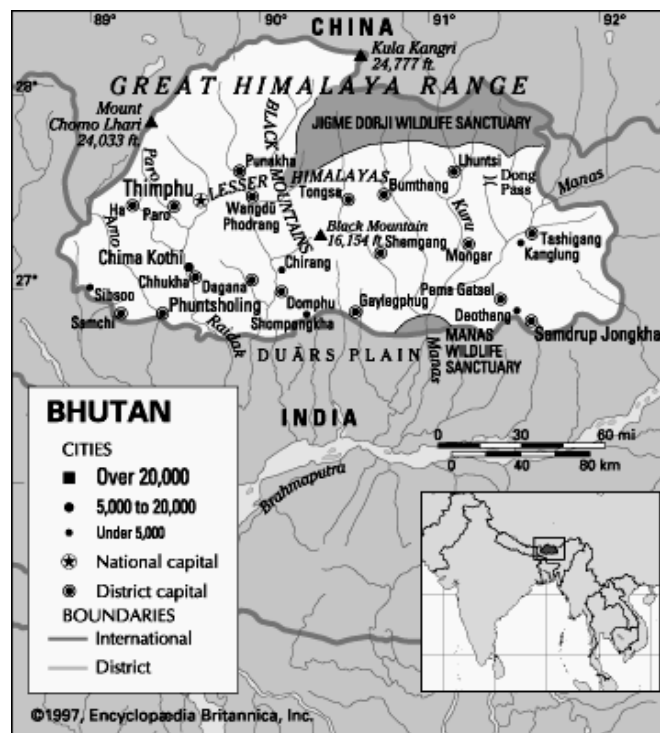 89°
90°
91°
92°
CHINA
Kula Kangri
24,777 ft.
28°
GREAT HIMALAYA RANGE
Mount
Chomo Lhari
24,033 ft.
BLACK MOUNTAINS
JIGME DORJI WILDLIFE SANCTUARY
Paro
Punakha
LESSER HIMALAYAS
Lhuntsi
Dong
Pass
Manas
Thimphu
Tongsa
Bumthang
Ha
Paro
Wangdü
Phodrang
Kuru
Black Mountain
16,154 ft
Shemgang
Mongar
Tashigang
Kanglung
Amo
Chima Kothi
Chirang
27°
Chhukha
Dagana
Sibsoo
Phuntsholing
Domphu
Gaylegphug
Pema Gatsel
Deothang
Samchi
Raidak
Shompangkha
Samdrup Jongkha
DUĀRS PLAIN
Manas
MANAS
WILDLIFE
SANCTUARY
INDIA
Brahmaputra
0 30 60 mi
0 40 80 km
BHUTAN
CITIES
Over 20,000
5,000 to 20,000
Under 5,000
National capital
District capital
BOUNDARIES
International
District
©1997, Encyclopædia Britannica, Inc.